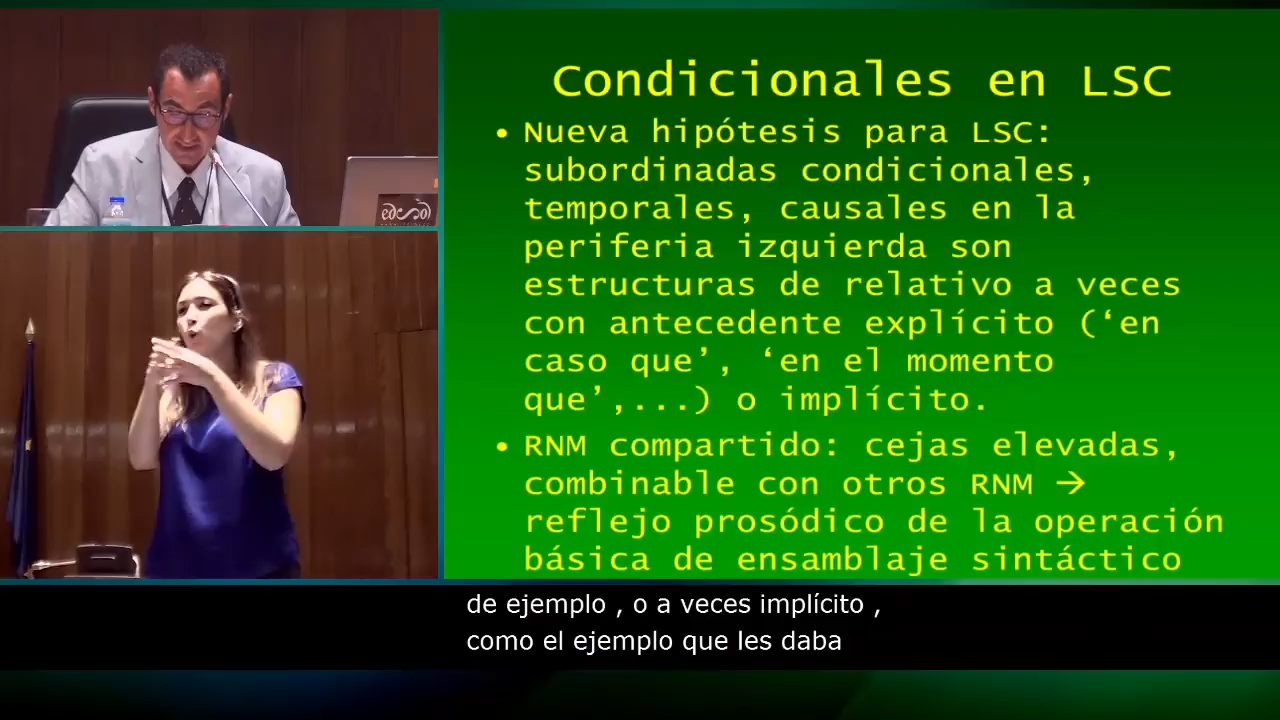 Condicionales en LSC
• Nueva hipótesis para LSC:
subordinadas condicionales,
temporales, causales en la
periferia izquierda son
estructuras de relativo a veces
con antecedente explícito (‘en
caso que’, ‘en el momento
que’,...) o implícito.
• RNM compartido: cejas elevadas,
combinable con otros RNM →
reflejo prosódico de la operación
básica de ensamblaje sintáctico
de ejemplo , o a veces implícito ,
como el ejemplo que les daba